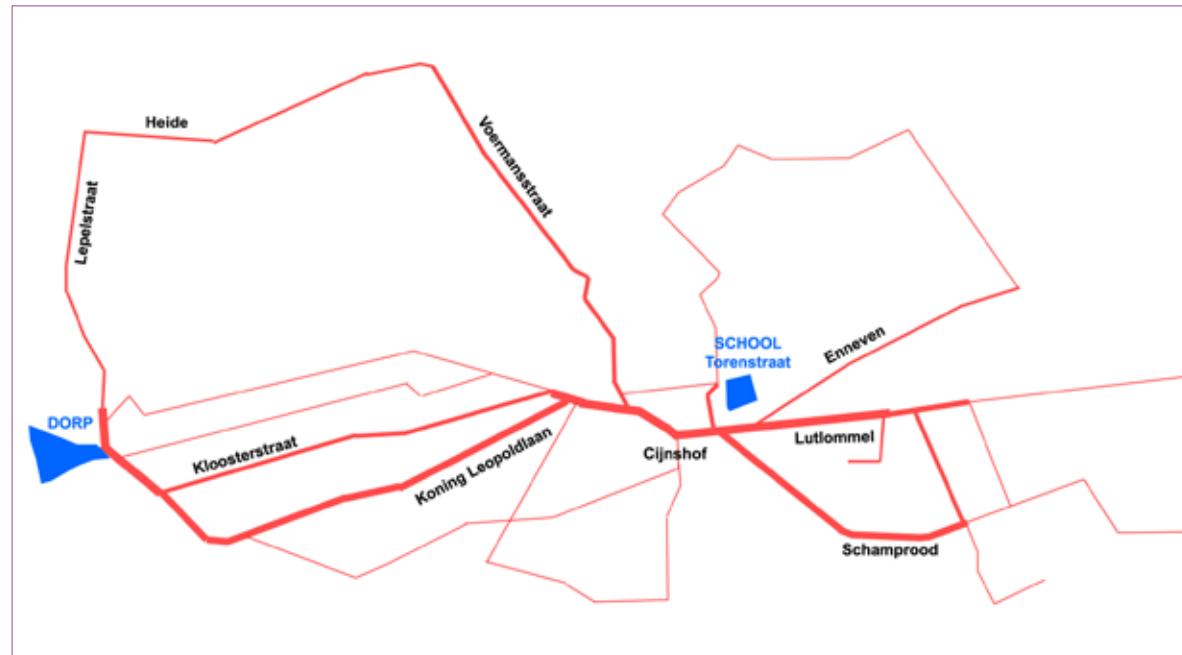 Heide
Voermansstraat
Lepelstraat
SCHOOL
Torenstraat
Enneven
DORP
Kloosterstraat
Koning Leopoldlaan
Cijnshof
Lutlommel
Schamprood